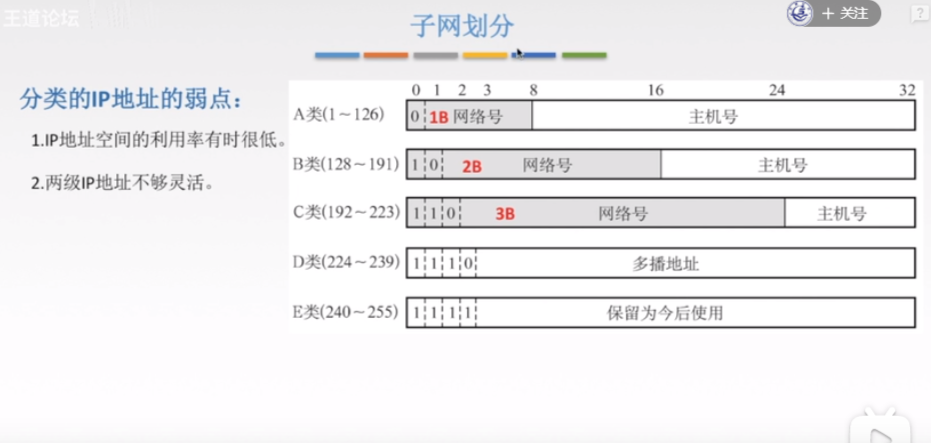 王道论坛
+ 关注
?
子网划分
分类的IP地址的弱点：
1.IP地址空间的利用率有时很低。
2.两级IP地址不够灵活。
0 1 2 3 8 16 24 32
A类(1～126) 0 1B 网络号 主机号
B类(128～191) 1 0 2B 网络号 主机号
C类(192～223) 1 1 0 3B 网络号 主机号
D类(224～239) 1 1 1 0 多播地址
E类(240～255) 1 1 1 1 保留为今后使用